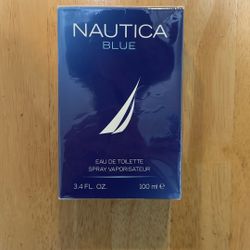 NAUTICA
BLUE
EAU DE TOILETTE
SPRAY VAPORISATEUR
3.4 FL. OZ. 100 ml e